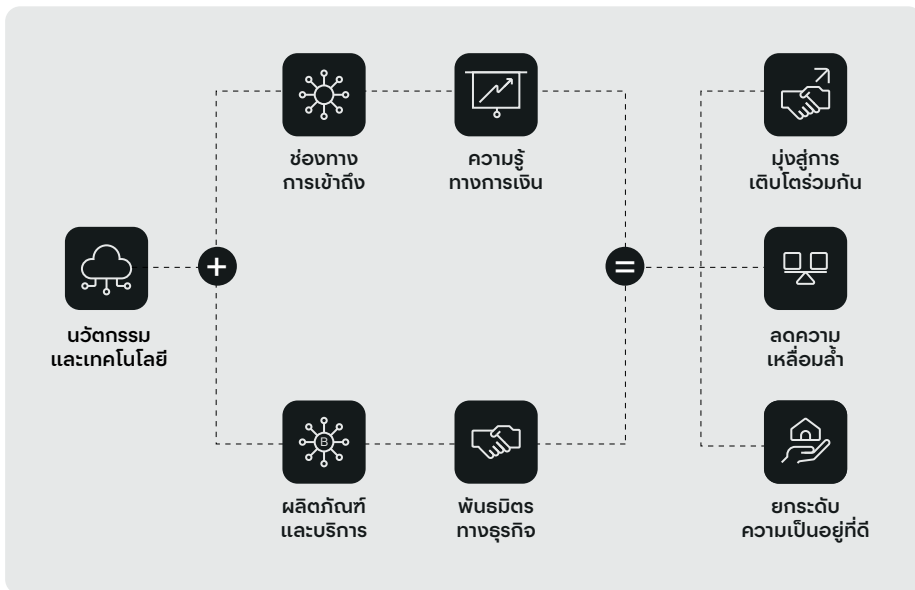 ช่องทาง
การเข้าถึง
ความรู้
ทางการเงิน
มุ่งสู่การ
เติบโตร่วมกัน
นวัตกรรม
และเทคโนโลยี
+
=
ลดความ
เหลื่อมล้ำ
B
ผลิตภัณฑ์
และบริการ
พันธมิตร
ทางธุรกิจ
ยกระดับ
ความเป็นอยู่ที่ดี